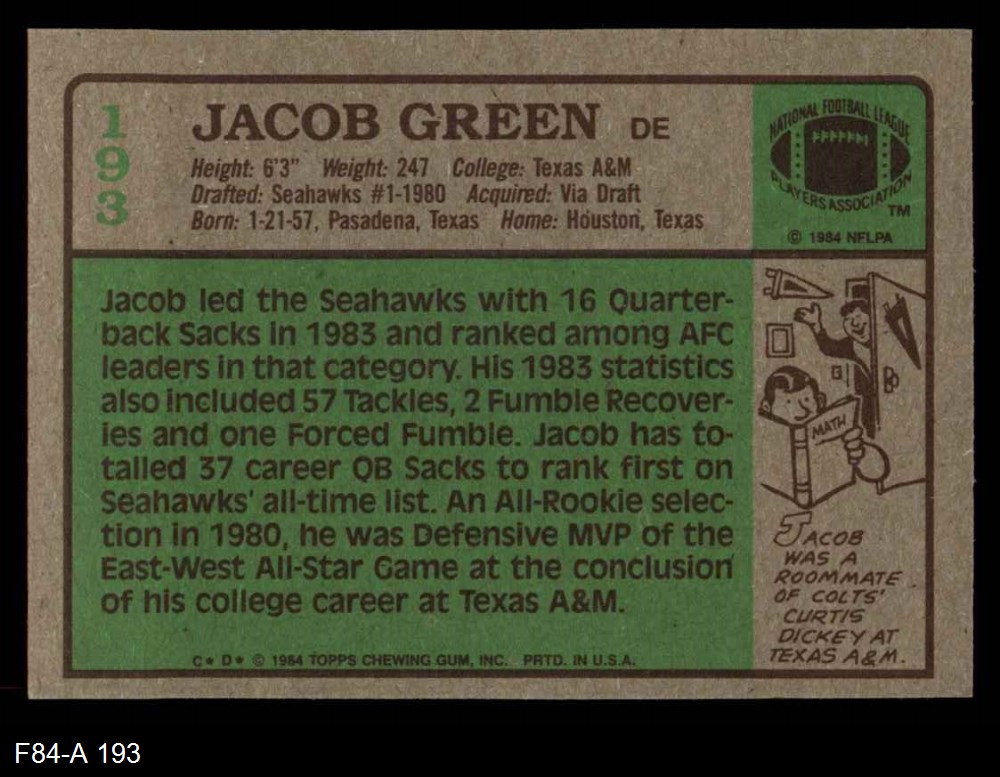 193
JACOB GREEN DE
Height: 6'3" Weight: 247 College: Texas A&M
Drafted: Seahawks #1-1980 Acquired: Via Draft
Born: 1-21-57, Pasadena, Texas Home: Houston, Texas
NATIONAL FOOTBALL LEAGUE
PLAYERS ASSOCIATION
TM
© 1984 NFLPA
Jacob led the Seahawks with 16 Quarter-
back Sacks in 1983 and ranked among AFC
leaders in that category. His 1983 statistics
also included 57 Tackles, 2 Fumble Recover-
ies and one Forced Fumble. Jacob has to-
talled 37 career QB Sacks to rank first on
Seahawks' all-time list. An All-Rookie selec-
tion in 1980, he was Defensive MVP of the
East-West All-Star Game at the conclusion
of his college career at Texas A&M.
C* D* © 1984 TOPPS CHEWING GUM, INC. PRTD. IN U.S.A.
MATH
JACOB
WAS A
ROOMMATE
OF COLTS'
CURTIS
DICKEY AT
TEXAS A&M.
F84-A 193